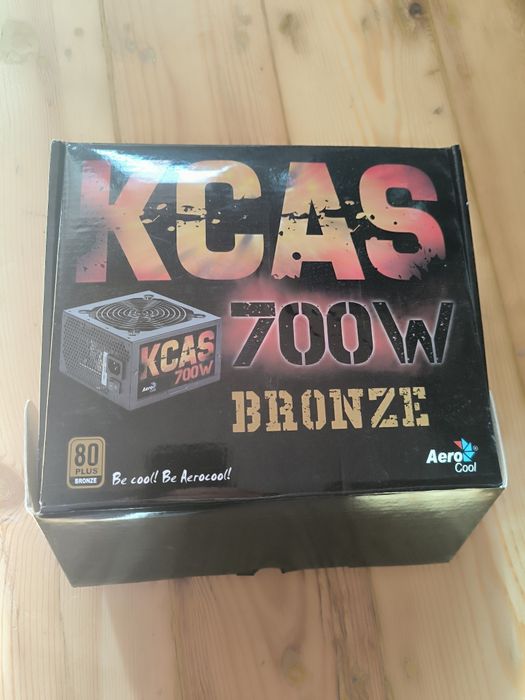 KCAS
700W
BRONZE
KCAS
700W
Aero
80
PLUS
BRONZE
Be cool! Be Aerocool!
Aero
Cool